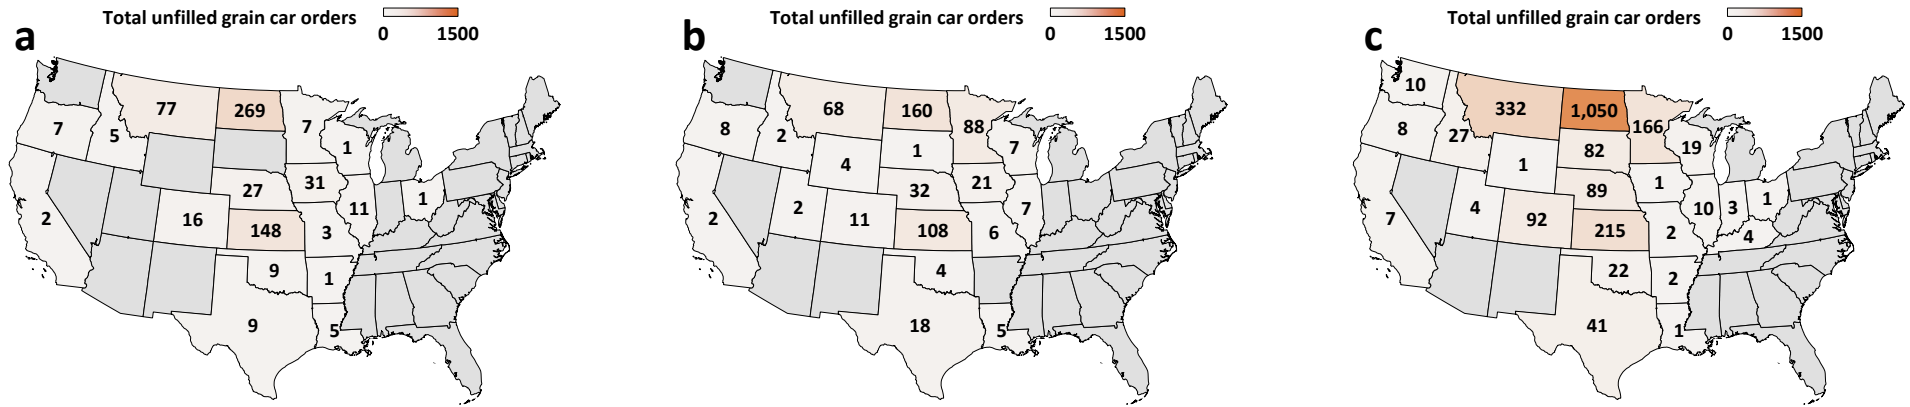 Total unfilled grain car orders
0 1500
a
77 269
7 5 7 1
27 31
2 16 148 11 1
3
9 1
9 5
Total unfilled grain car orders
0 1500
b
68 160 88
8 2 1 7
4
32 21
2 2 11 108 7
6
4
18 5
Total unfilled grain car orders
0 1500
c
10 332 1,050 166
8 27 82 19
1
89 1
7 4 92 215 10 3 1
2 4
22 2
41 1